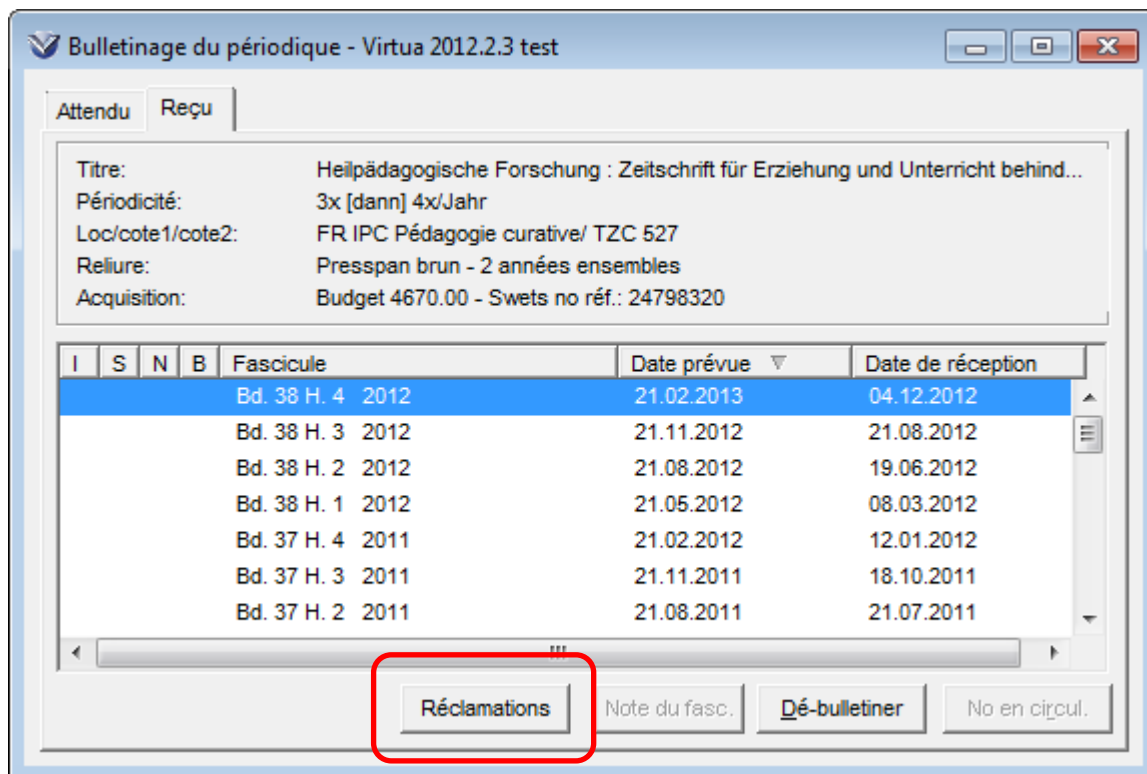 Bulletinage du périodique - Virtua 2012.2.3 test
Attendu Reçu
Titre: Heilpädagogische Forschung : Zeitschrift für Erziehung und Unterricht behind...
Périodicité: 3x [dann] 4x/Jahr
Loc/cote1/cote2: FR IPC Pédagogie curative/ TZC 527
Reliure: Presspan brun - 2 années ensembles
Acquisition: Budget 4670.00 - Swets no réf.: 24798320
I S N B Fascicule Date prévue Date de réception
Bd. 38 H. 4 2012 21.02.2013 04.12.2012
Bd. 38 H. 3 2012 21.11.2012 21.08.2012
Bd. 38 H. 2 2012 21.08.2012 19.06.2012
Bd. 38 H. 1 2012 21.05.2012 08.03.2012
Bd. 37 H. 4 2011 21.02.2012 12.01.2012
Bd. 37 H. 3 2011 21.11.2011 18.10.2011
Bd. 37 H. 2 2011 21.08.2011 21.07.2011
Réclamations Note du fasc. Dé-bulletiner No en circul.